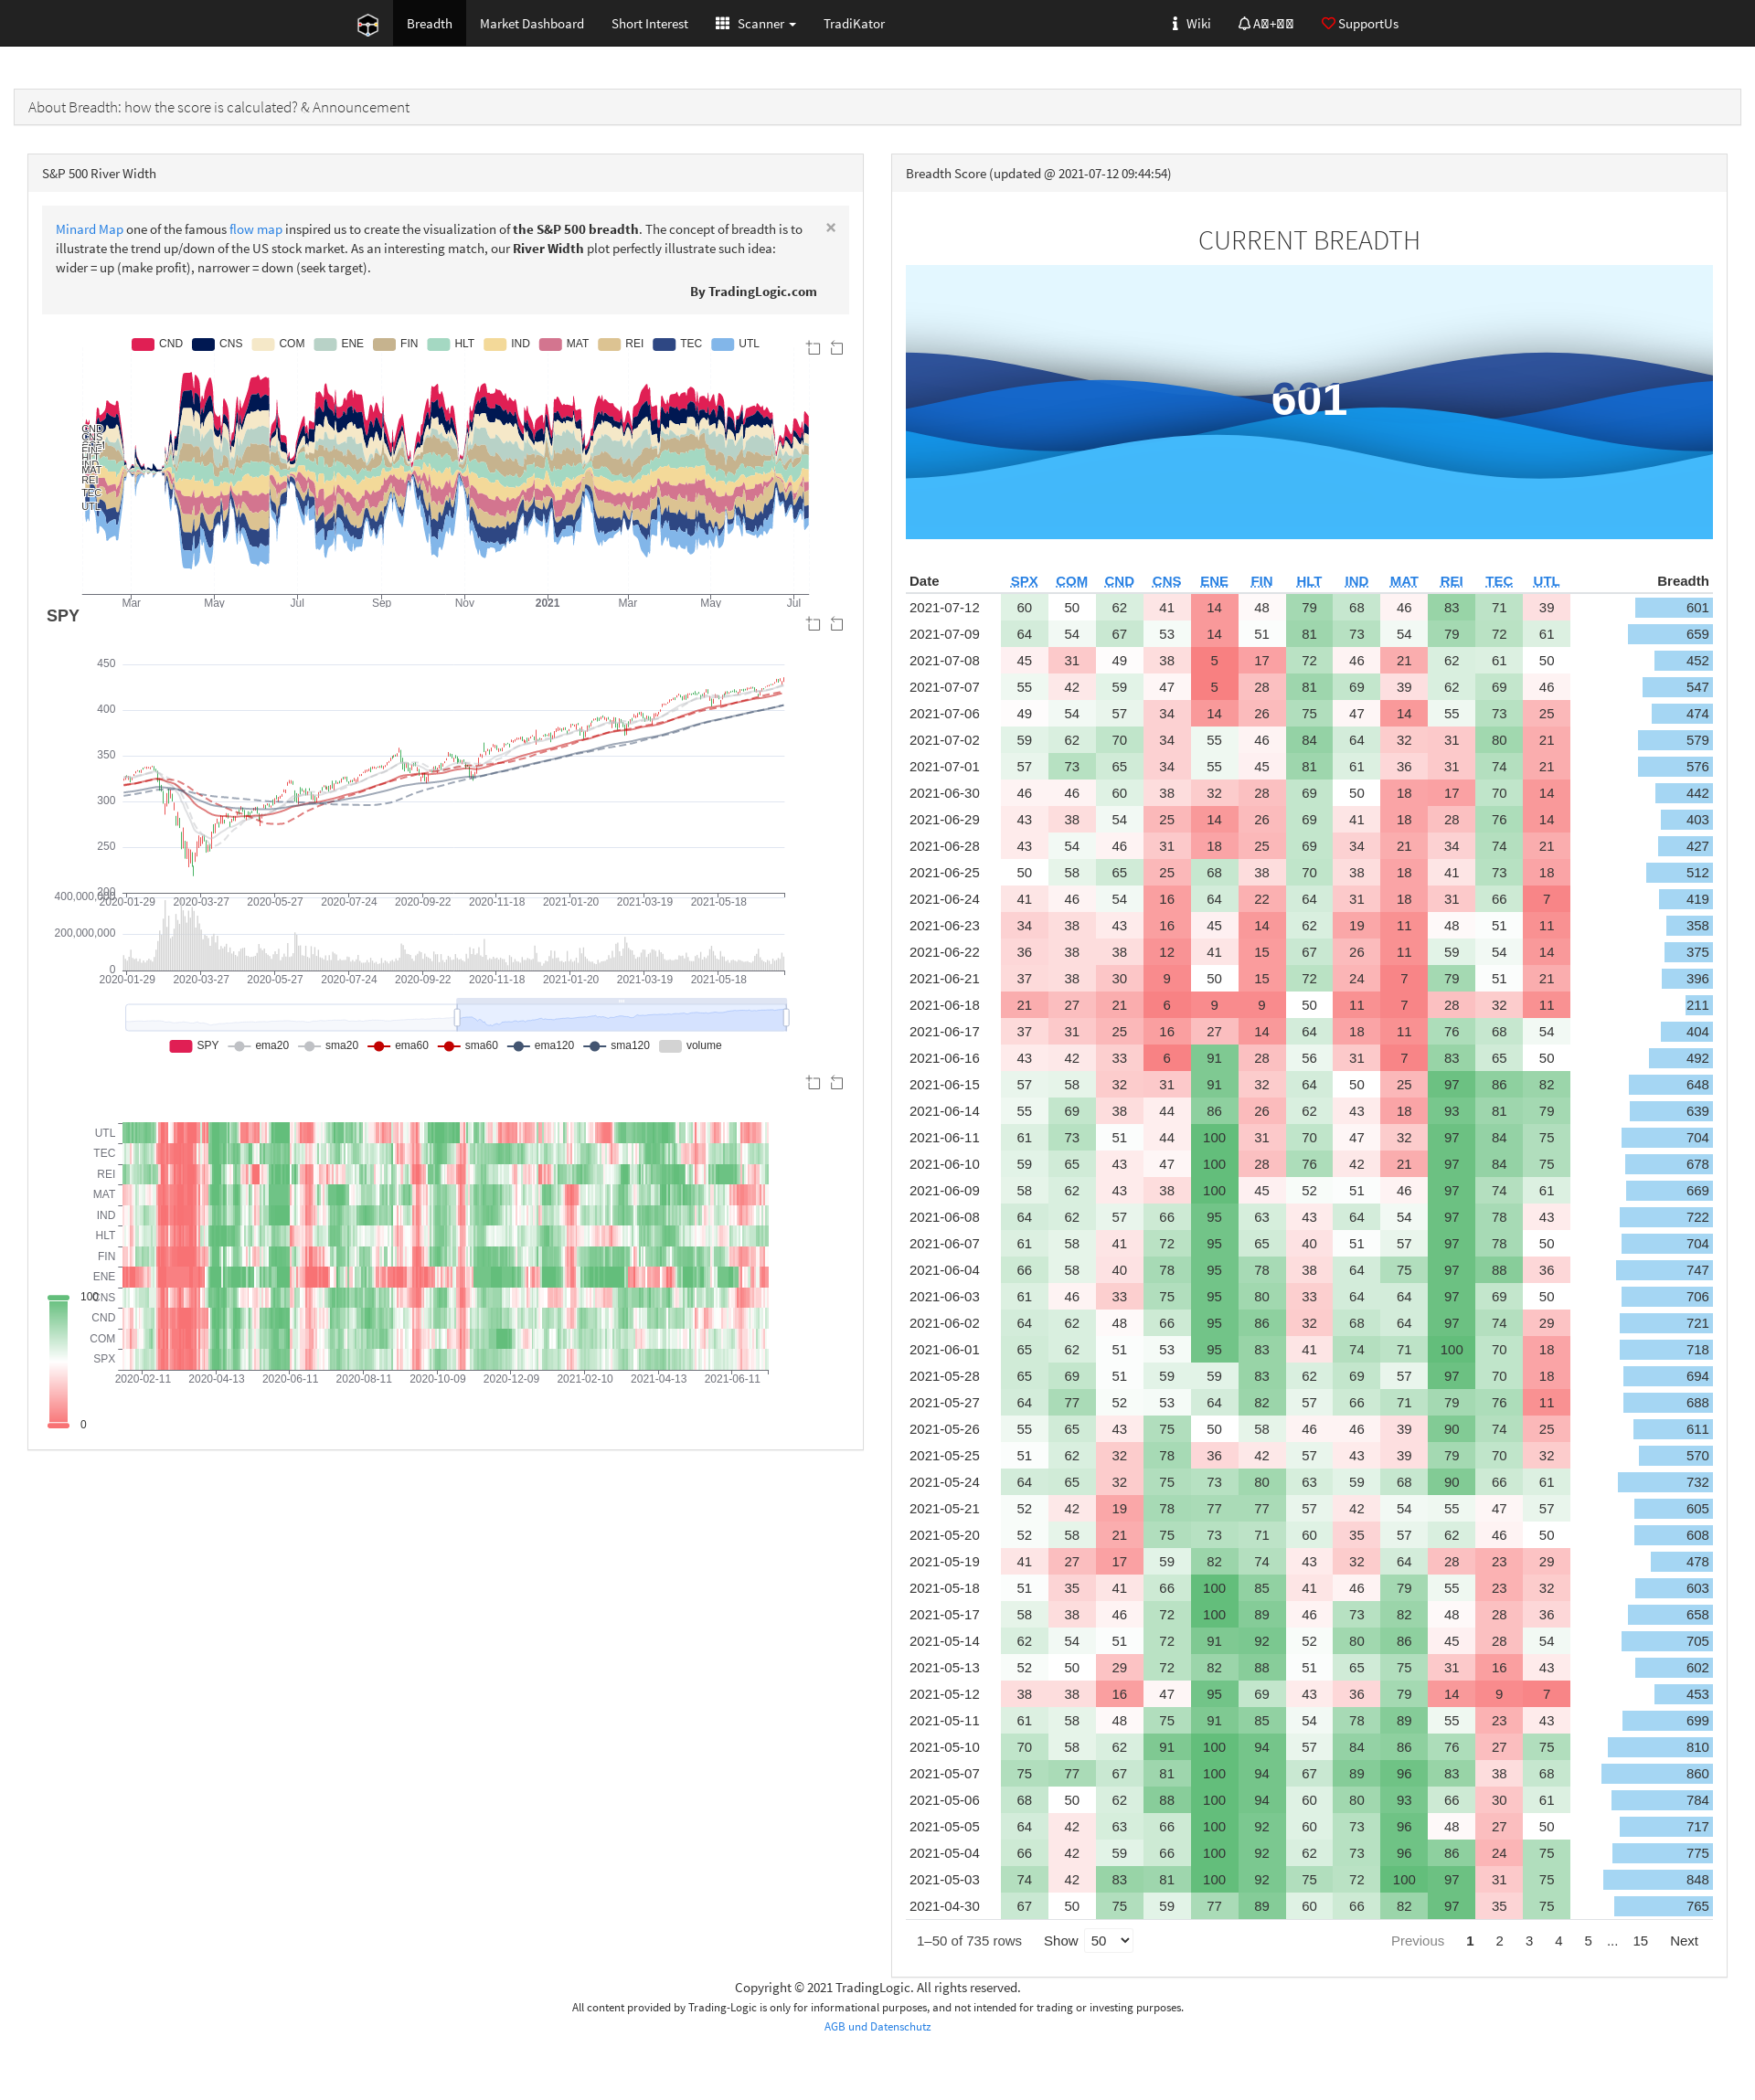 Breadth Market Dashboard Short Interest Scanner TradiKator Wiki SupportUs
About Breadth: how the score is calculated? & Announcement
S&P 500 River Width
Minard Map one of the famous flow map inspired us to create the visualization of the S&P 500 breadth. The concept of breadth is to
illustrate the trend up/down of the US stock market. As an interesting match, our River Width plot perfectly illustrate such idea:
wider = up (make profit), narrower = down (seek target).
×
By TradingLogic.com
CND CNS COM ENE FIN HLT IND MAT REI TEC UTL
CND
CNS
FIN
HLT
MAT
REI
TEC
UTL
Mar May Jul Sep Nov 2021 Mar May Jul
SPY
450
400
350
300
250
200
2020-01-29 2020-03-27 2020-05-27 2020-07-24 2020-09-22 2020-11-18 2021-01-20 2021-03-19 2021-05-18
400,000,000
200,000,000
0
2020-01-29 2020-03-27 2020-05-27 2020-07-24 2020-09-22 2020-11-18 2021-01-20 2021-03-19 2021-05-18
SPY ema20 sma20 ema60 sma60 ema120 sma120 volume
UTL
TEC
REI
MAT
IND
HLT
FIN
ENE
CNS
CND
COM
SPX
100
0
2020-02-11 2020-04-13 2020-06-11 2020-08-11 2020-10-09 2020-12-09 2021-02-10 2021-04-13 2021-06-11
Breadth Score (updated @ 2021-07-12 09:44:54)
CURRENT BREADTH
601
Date SPX COM CND CNS ENE FIN HLT IND MAT REI TEC UTL Breadth
2021-07-12 60 50 62 41 14 48 79 68 46 83 71 39 601
2021-07-09 64 54 67 53 14 51 81 73 54 79 72 61 659
2021-07-08 45 31 49 38 5 17 72 46 21 62 61 50 452
2021-07-07 55 42 59 47 5 28 81 69 39 62 69 46 547
2021-07-06 49 54 57 34 14 26 75 47 14 55 73 25 474
2021-07-02 59 62 70 34 55 46 84 64 32 31 80 21 579
2021-07-01 57 73 65 34 55 45 81 61 36 31 74 21 576
2021-06-30 46 46 60 38 32 28 69 50 18 17 70 14 442
2021-06-29 43 38 54 25 14 26 69 41 18 28 76 14 403
2021-06-28 43 54 46 31 18 25 69 34 21 34 74 21 427
2021-06-25 50 58 65 25 68 38 70 38 18 41 73 18 512
2021-06-24 41 46 54 16 64 22 64 31 18 31 66 7 419
2021-06-23 34 38 43 16 45 14 62 19 11 48 51 11 358
2021-06-22 36 38 38 12 41 15 67 26 11 59 54 14 375
2021-06-21 37 38 30 9 50 15 72 24 7 79 51 21 396
2021-06-18 21 27 21 6 9 9 50 11 7 28 32 11 211
2021-06-17 37 31 25 16 27 14 64 18 11 76 68 54 404
2021-06-16 43 42 33 6 91 28 56 31 7 83 65 50 492
2021-06-15 57 58 32 31 91 32 64 50 25 97 86 82 648
2021-06-14 55 69 38 44 86 26 62 43 18 93 81 79 639
2021-06-11 61 73 51 44 100 31 70 47 32 97 84 75 704
2021-06-10 59 65 43 47 100 28 76 42 21 97 84 75 678
2021-06-09 58 62 43 38 100 45 52 51 46 97 74 61 669
2021-06-08 64 62 57 66 95 63 43 64 54 97 78 43 722
2021-06-07 61 58 41 72 95 65 40 51 57 97 78 50 704
2021-06-04 66 58 40 78 95 78 38 64 75 97 88 36 747
2021-06-03 61 46 33 75 95 80 33 64 64 97 69 50 706
2021-06-02 64 62 48 66 95 86 32 68 64 97 74 29 721
2021-06-01 65 62 51 53 95 83 41 74 71 100 70 18 718
2021-05-28 65 69 51 59 59 83 62 69 57 97 70 18 694
2021-05-27 64 77 52 53 64 82 57 66 71 79 76 11 688
2021-05-26 55 65 43 75 50 58 46 46 39 90 74 25 611
2021-05-25 51 62 32 78 36 42 57 43 39 79 70 32 570
2021-05-24 64 65 32 75 73 80 63 59 68 90 66 61 732
2021-05-21 52 42 19 78 77 77 57 42 54 55 47 57 605
2021-05-20 52 58 21 75 73 71 60 35 57 62 46 50 608
2021-05-19 41 27 17 59 82 74 43 32 64 28 23 29 478
2021-05-18 51 35 41 66 100 85 41 46 79 55 23 32 603
2021-05-17 58 38 46 72 100 89 46 73 82 48 28 36 658
2021-05-14 62 54 51 72 91 92 52 80 86 45 28 54 705
2021-05-13 52 50 29 72 82 88 51 65 75 31 16 43 602
2021-05-12 38 38 16 47 95 69 43 36 79 14 9 7 453
2021-05-11 61 58 48 75 91 85 54 78 89 55 23 43 699
2021-05-10 70 58 62 91 100 94 57 84 86 76 27 75 810
2021-05-07 75 77 67 81 100 94 67 89 96 83 38 68 860
2021-05-06 68 50 62 88 100 94 60 80 93 66 30 61 784
2021-05-05 64 42 63 66 100 92 60 73 96 48 27 50 717
2021-05-04 66 42 59 66 100 92 62 73 96 86 24 75 775
2021-05-03 74 42 83 81 100 92 75 72 100 97 31 75 848
2021-04-30 67 50 75 59 77 89 60 66 82 97 35 75 765
1–50 of 735 rows Show 50 Previous 1 2 3 4 5 ... 15 Next
Copyright © 2021 TradingLogic. All rights reserved.
All content provided by Trading-Logic is only for informational purposes, and not intended for trading or investing purposes.
AGB und Datenschutz